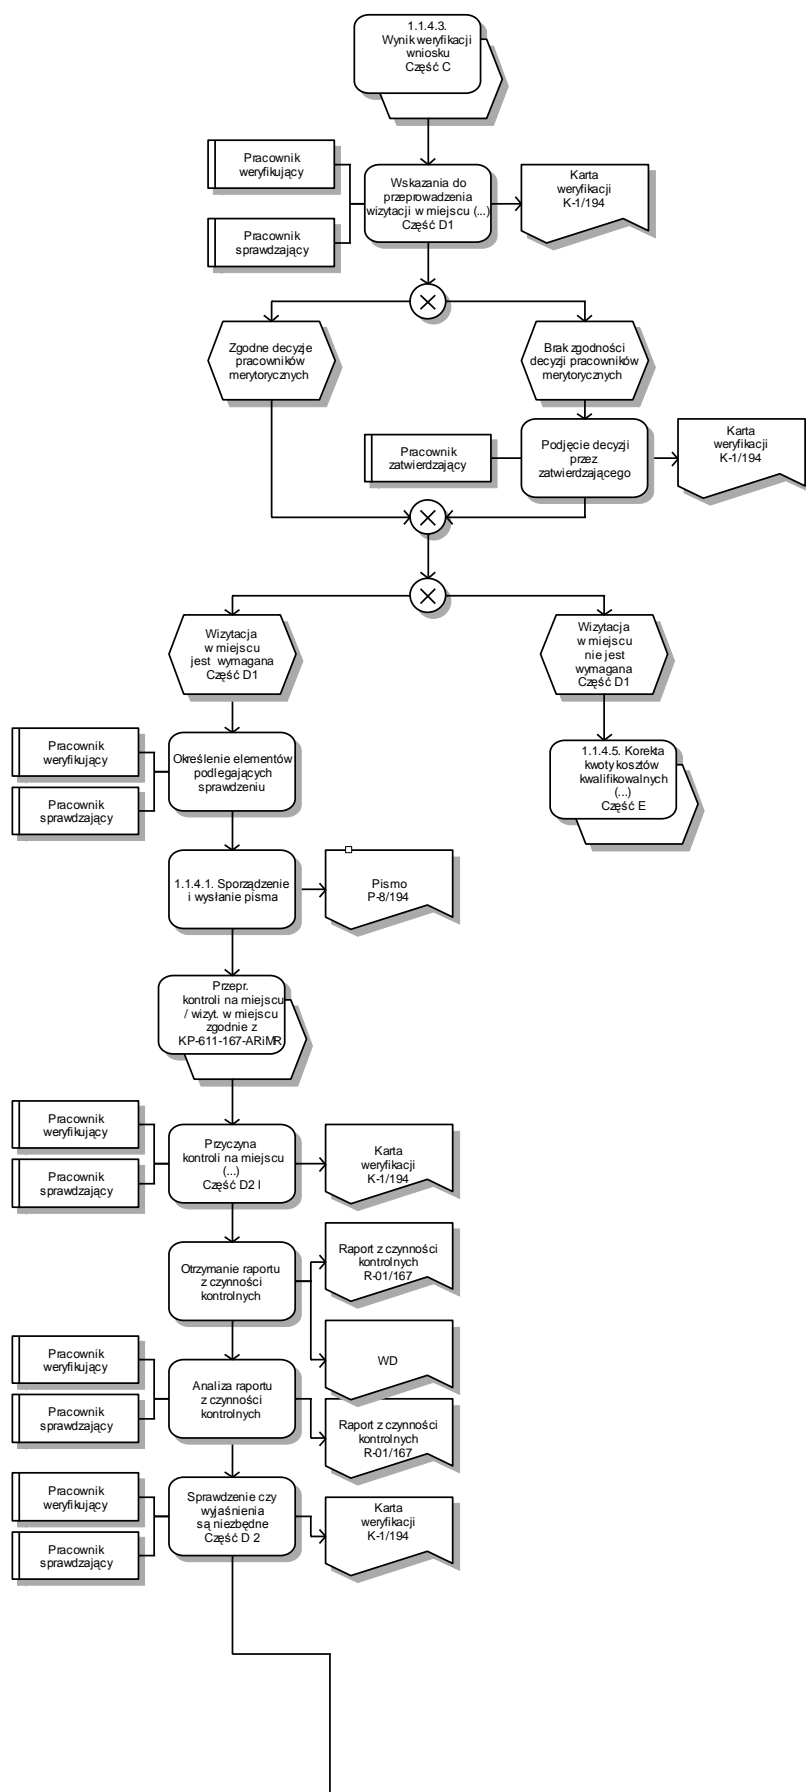 1.1.4.3.
Wynik weryfikacji
wniosku
Część C
Pracownik
weryfikujący
Pracownik
sprawdzający
Wskazania do
przeprowadzenia
wizytacji w miejscu (...)
Część D1
Karta
weryfikacji
K-1/194
Zgodne decyzje
pracowników
merytorycznych
Brak zgodności
decyzji pracowników
merytorycznych
Pracownik
zatwierdzający
Podjęcie decyzji
przez
zatwierdzającego
Karta
weryfikacji
K-1/194
Wizytacja
w miejscu
jest wymagana
Część D1
Wizytacja
w miejscu
nie jest
wymagana
Część D1
Pracownik
weryfikujący
Pracownik
sprawdzający
Określenie elementów
podlegających
sprawdzeniu
1.1.4.5. Korekta
kwoty kosztów
kwalifikowalnych
(...)
Część E
1.1.4.1. Sporządzenie
i wysłanie pisma
Pismo
P-8/194
Przepr.
kontroli na miejscu
/ wizyt. w miejscu
zgodnie z
KP-611-167-ARiMR
Pracownik
weryfikujący
Pracownik
sprawdzający
Przyczyna
kontroli na miejscu
(...)
Część D2 I
Karta
weryfikacji
K-1/194
Otrzymanie raportu
z czynności
kontrolnych
Raport z czynności
kontrolnych
R-01/167
WD
Pracownik
weryfikujący
Pracownik
sprawdzający
Analiza raportu
z czynności
kontrolnych
Raport z czynności
kontrolnych
R-01/167
Pracownik
weryfikujący
Pracownik
sprawdzający
Sprawdzenie czy
wyjaśnienia
są niezbędne
Część D 2
Karta
weryfikacji
K-1/194